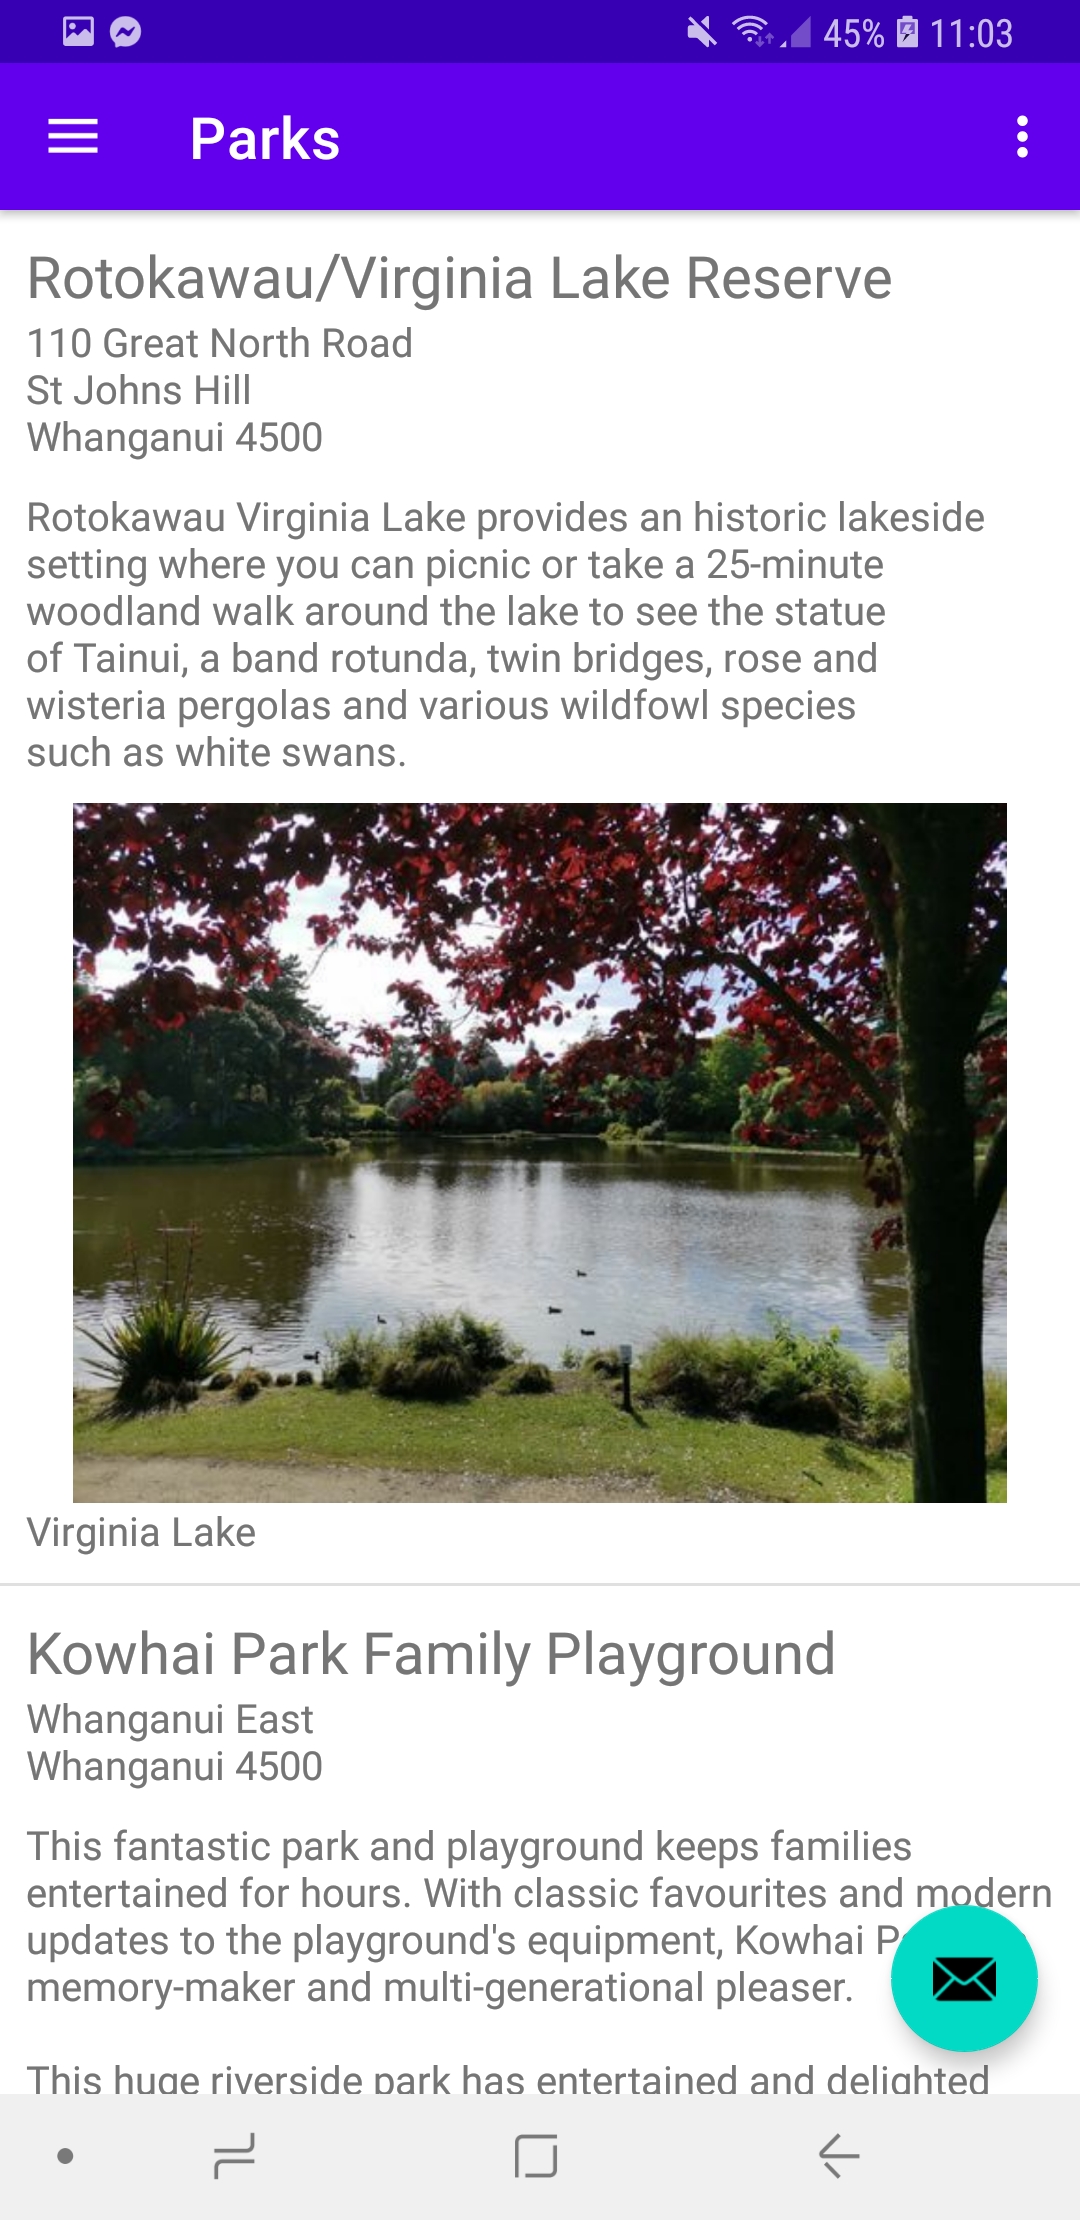 45% 11:03
Parks
Rotokawau/Virginia Lake Reserve
110 Great North Road
St Johns Hill
Whanganui 4500
Rotokawau Virginia Lake provides an historic lakeside
setting where you can picnic or take a 25-minute
woodland walk around the lake to see the statue
of Tainui, a band rotunda, twin bridges, rose and
wisteria pergolas and various wildfowl species
such as white swans.
Virginia Lake
Kowhai Park Family Playground
Whanganui East
Whanganui 4500
This fantastic park and playground keeps families
entertained for hours. With classic favourites and modern
updates to the playground's equipment, Kowhai
memory-maker and multi-generational pleaser.
This huge riverside park has entertained and delighted